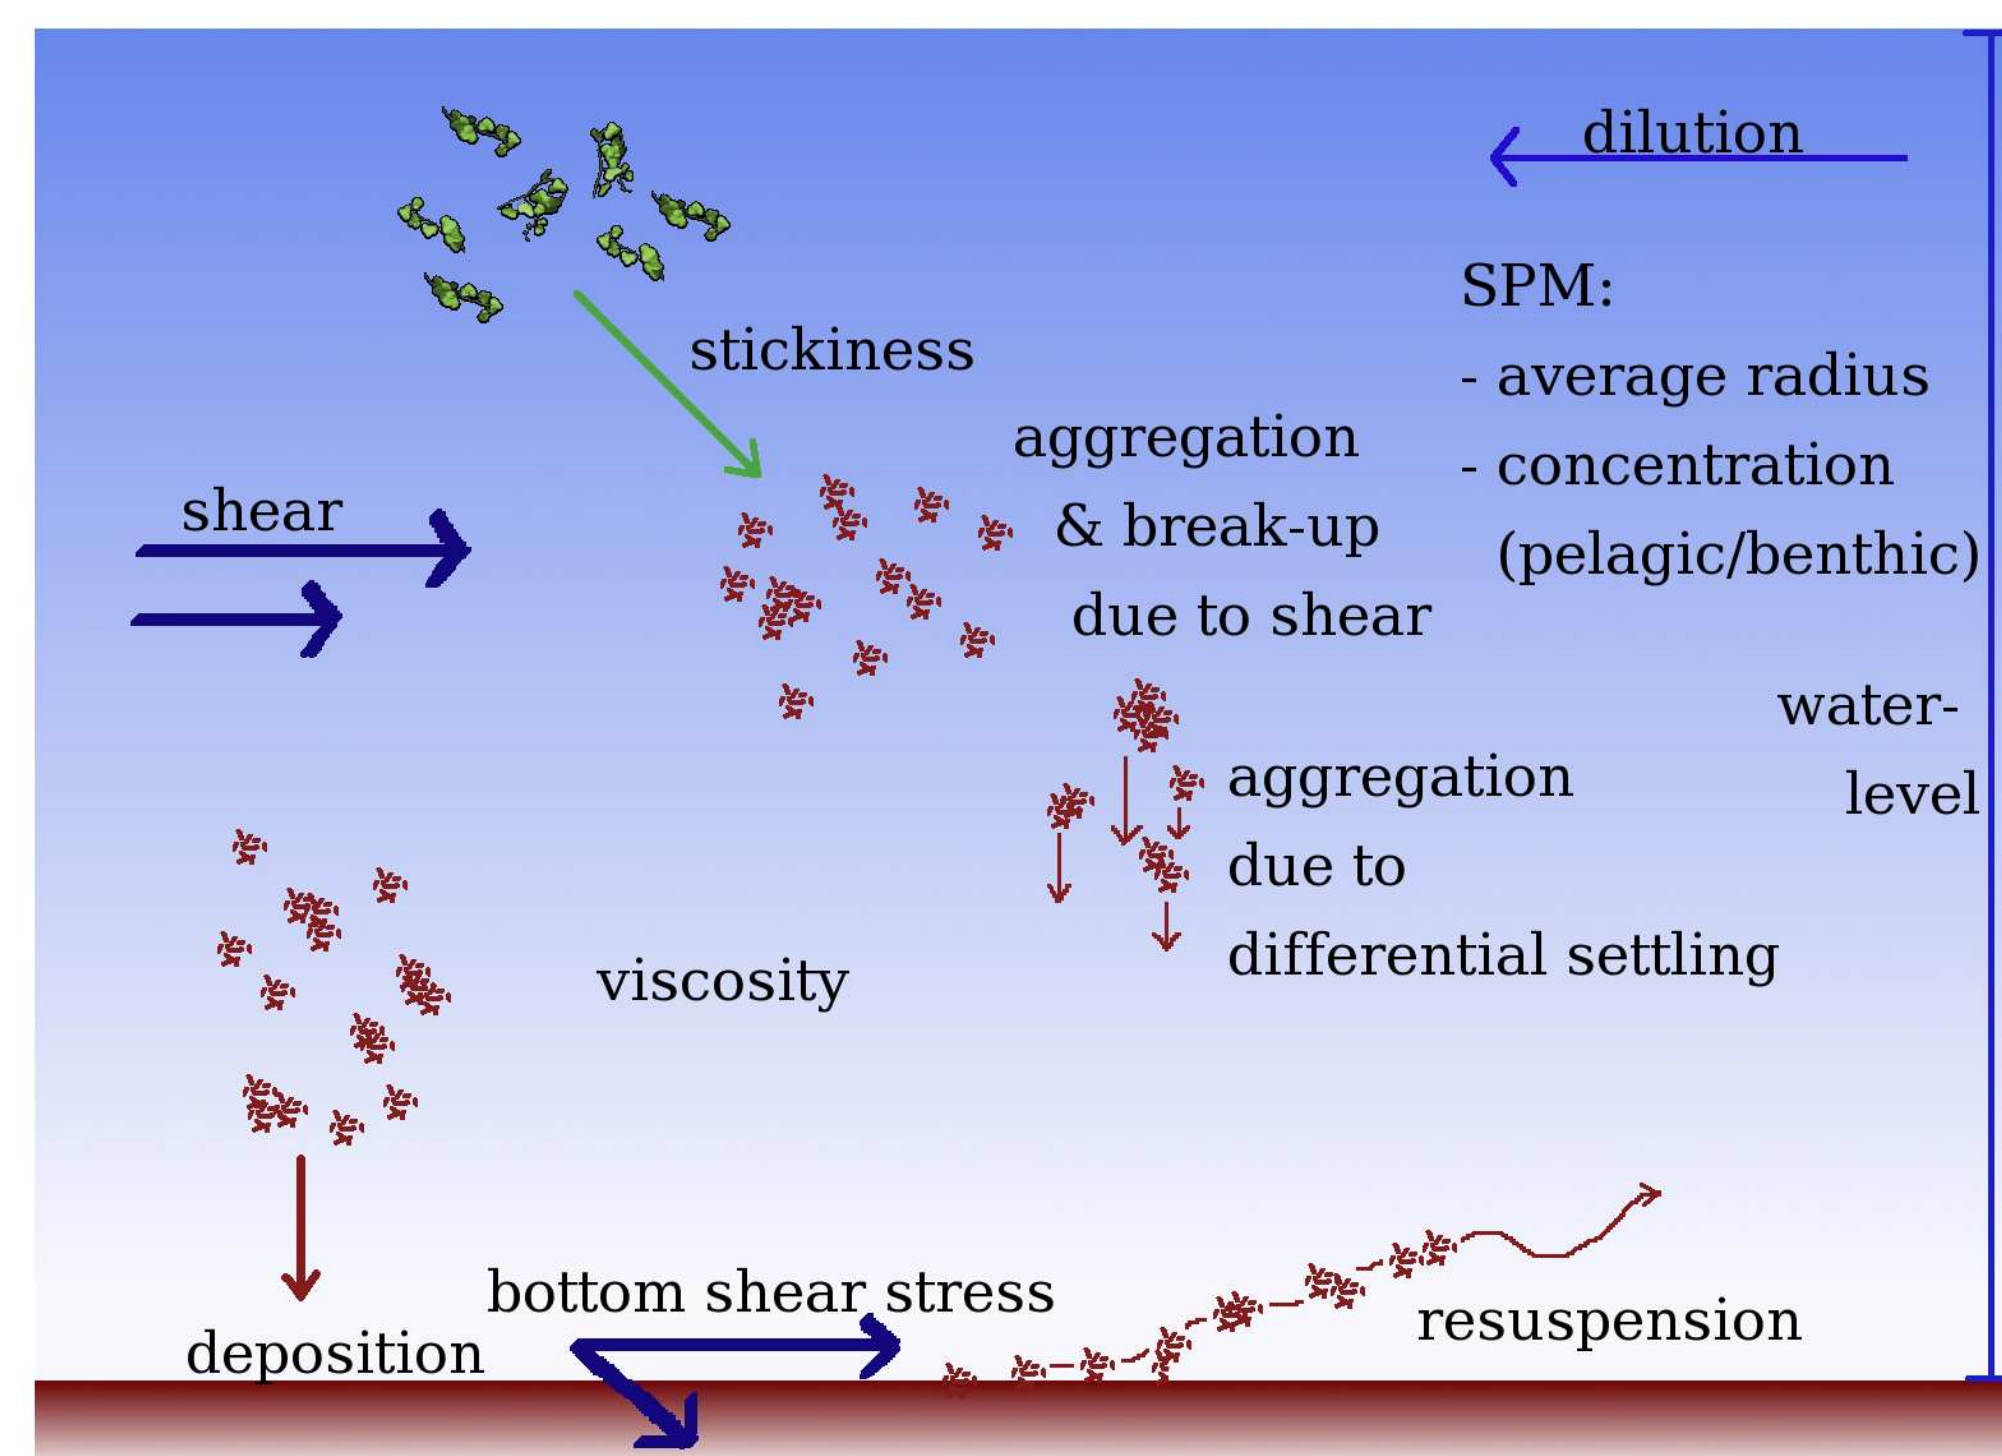 dilution
SPM:
- average radius
- concentration
(pelagic/benthic)
stickiness
aggregation
& break-up
due to shear
shear
water-
level
aggregation
due to
differential settling
viscosity
bottom shear stress
deposition
resuspension